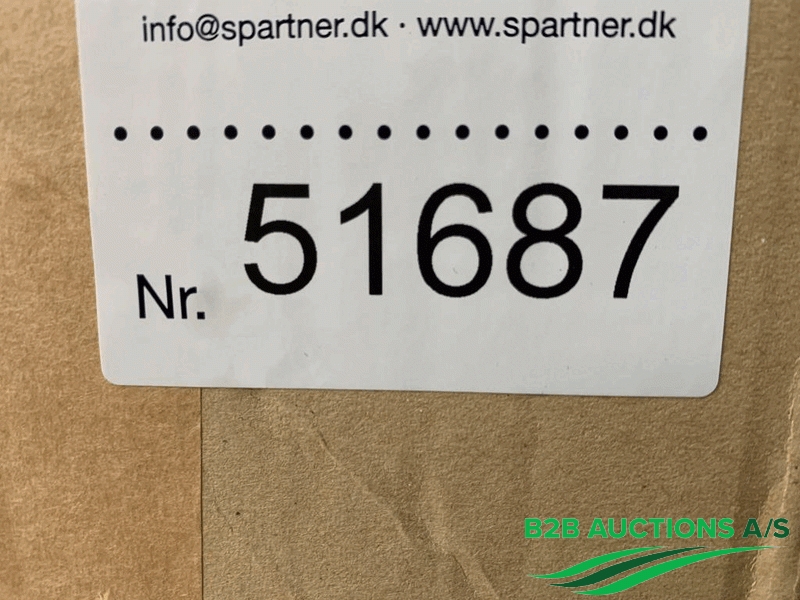 info@spartner.dk · www.spartner.dk
Nr. 51687
B2B AUCTIONS A/S